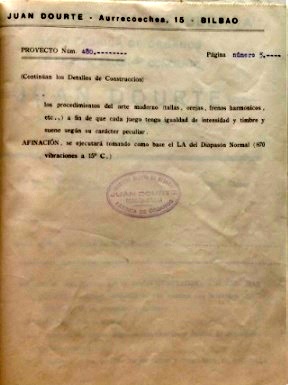 JUAN DOURTE - Aurrecoechea, 15 - BILBAO
PROYECTO Núm. 480.-------- Página número 5.----
(Continúan los Detalles de Construcción)
los procedimientos del arte moderno (tallas, orejas, frenos harmónicos,
etc..,) a fin de que cada juego tenga igualdad de intensidad y timbre y
suene según su carácter peculiar.
AFINACIÓN, se ejecutará tomando como base el LA del Diapasón Normal (870
vibraciones a 15º C.)
JUAN DOURTE